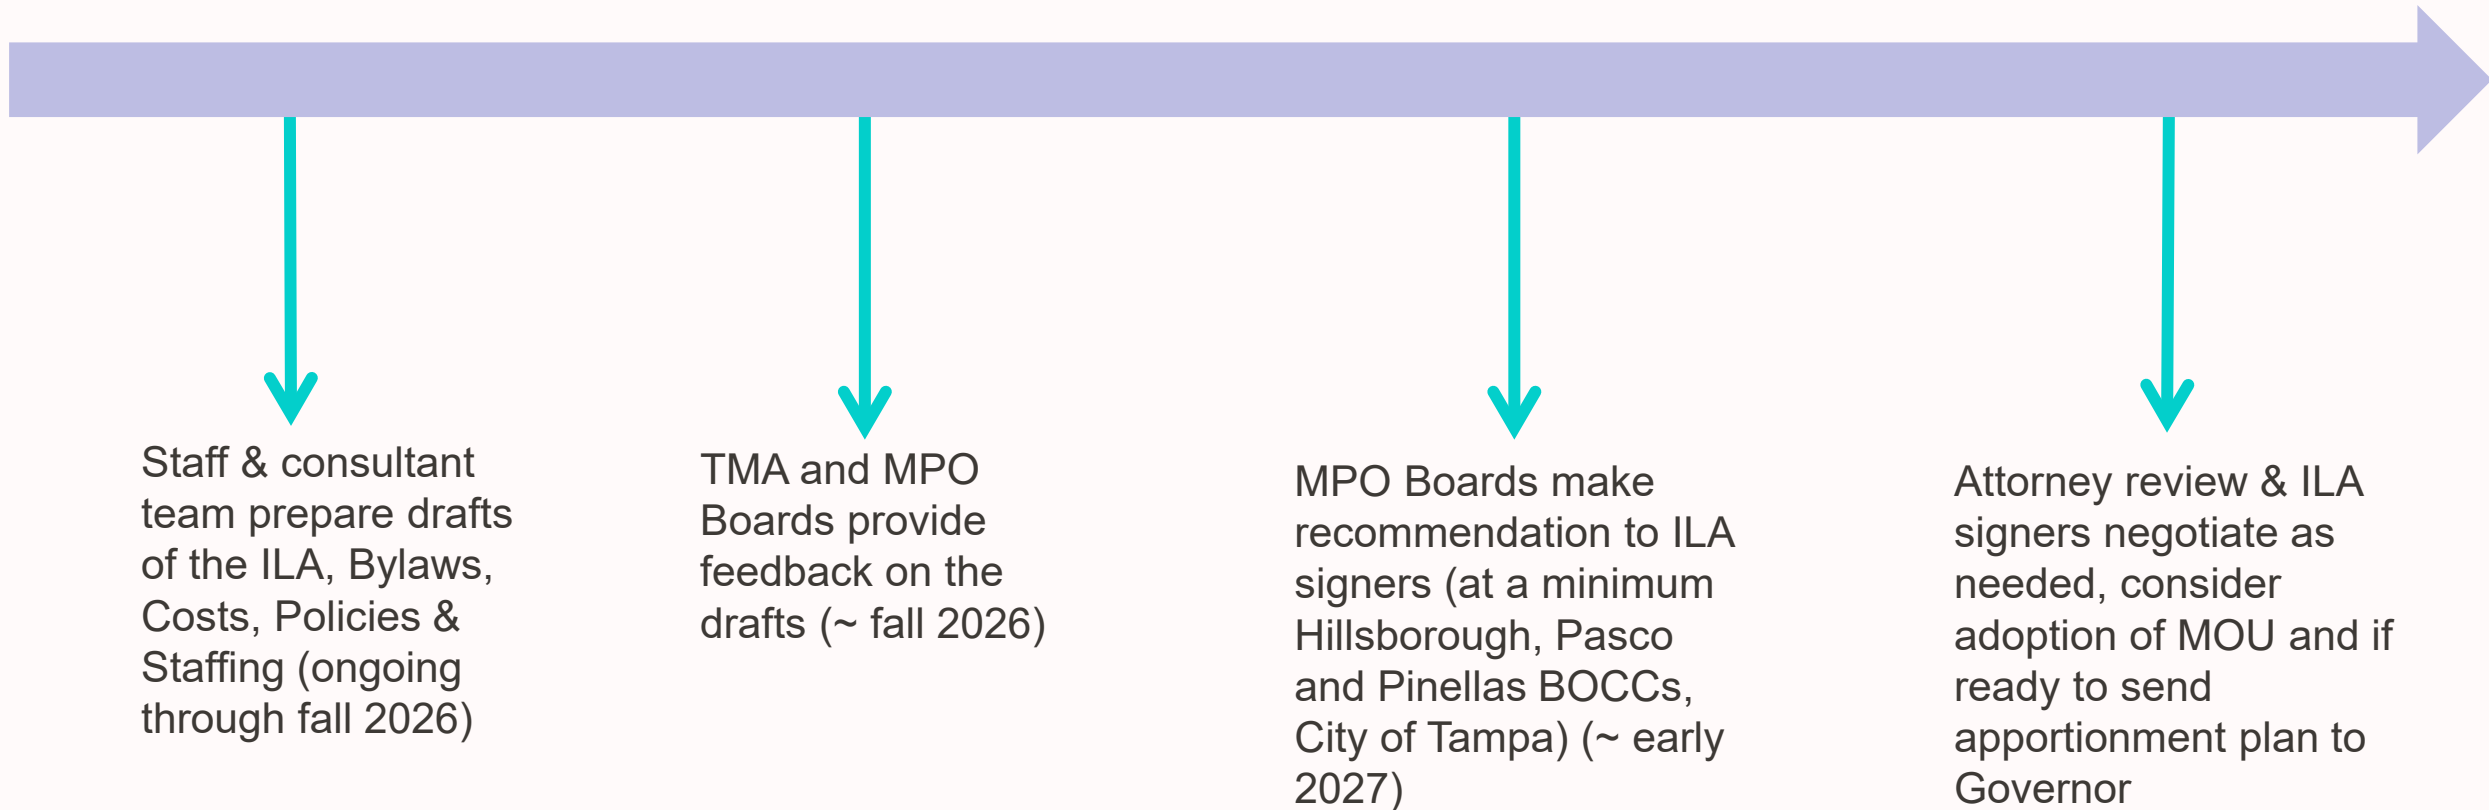 Staff & consultant
team prepare drafts
of the ILA, Bylaws,
Costs, Policies &
Staffing (ongoing
through fall 2026)
TMA and MPO
Boards provide
feedback on the
drafts (~ fall 2026)
MPO Boards make
recommendation to ILA
signers (at a minimum
Hillsborough, Pasco
and Pinellas BOCCs,
City of Tampa) (~ early
2027)
Attorney review & ILA
signers negotiate as
needed, consider
adoption of MOU and if
ready to send
apportionment plan to
Governor